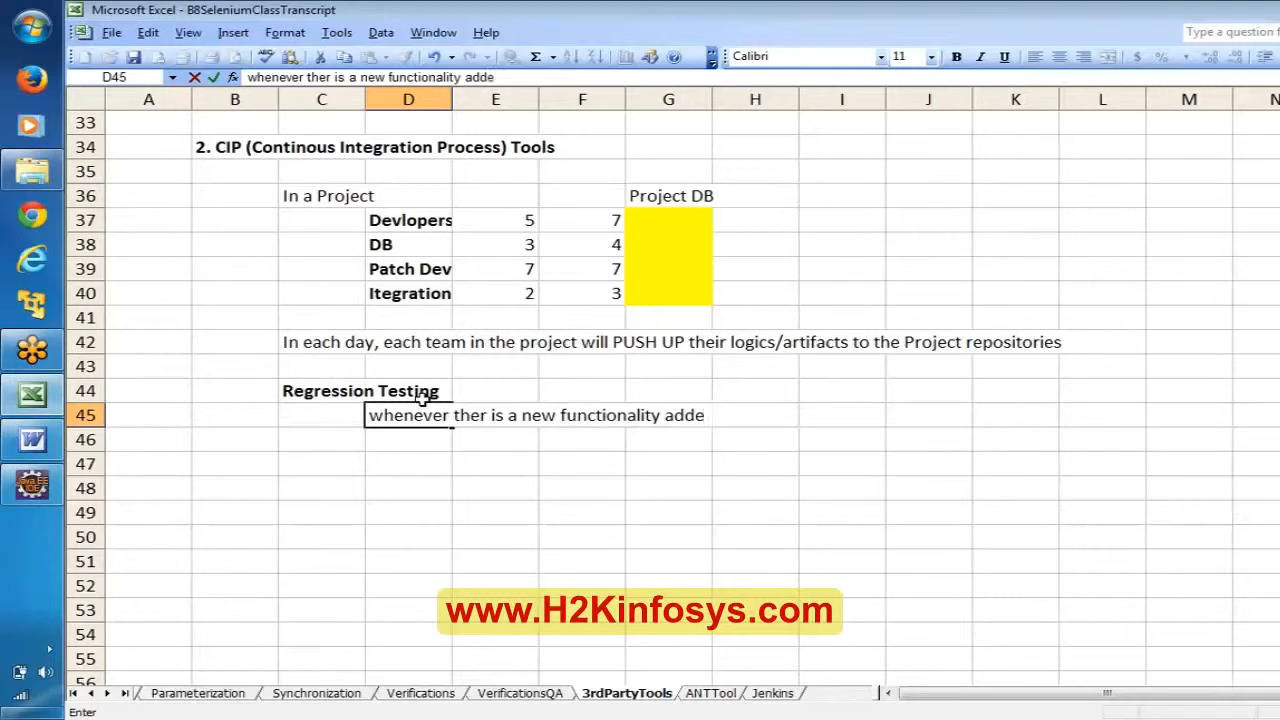 Microsoft Excel - B8SeleniumClassTranscript
File Edit View Insert Format Tools Data Window Help
Type a question f
Calibri 11 B I U $ %
D45 fx whenever ther is a new functionality adde
A B C D E F G H I J K L M N
33
34 2. CIP (Continous Integration Process) Tools
35
36 In a Project Project DB
37 Devlopers 5 7
38 DB 3 4
39 Patch Dev 7 7
40 Itegration 2 3
41
42 In each day, each team in the project will PUSH UP their logics/artifacts to the Project repositories
43
44 Regression Testing
45 whenever ther is a new functionality adde
46
47
48
49
50
51
52
53
54
55
56
www.H2Kinfosys.com
Parameterization Synchronization Verifications VerificationsQA 3rdPartyTools ANTTool Jenkins
Enter
Java EE
IDE